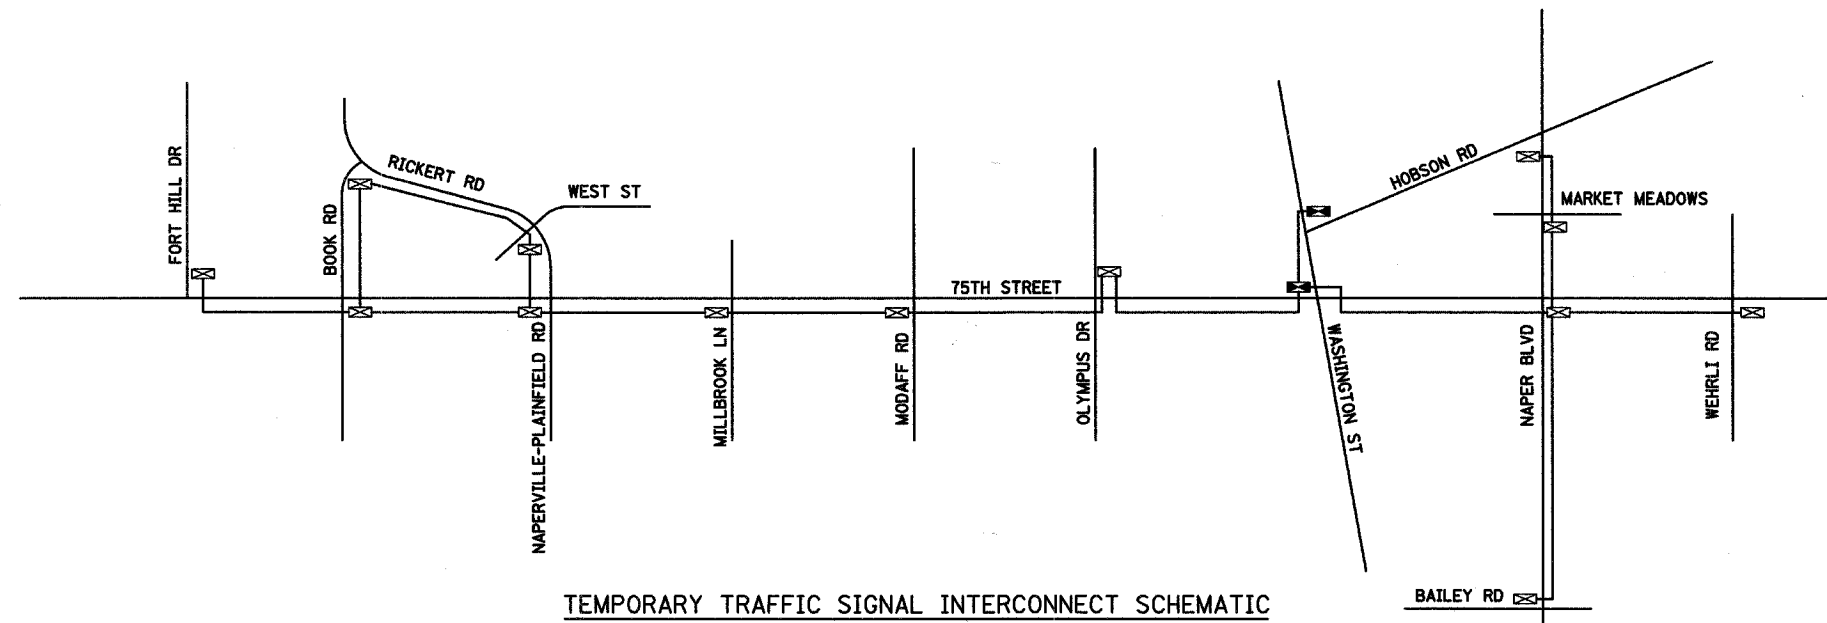 FORT HILL DR
BOOK RD
RICKERT RD
WEST ST
NAPERVILLE-PLAINFIELD RD
MILLBROOK LN
MODAFF RD
75TH STREET
OLYMPUS DR
WASHINGTON ST
HOBSON RD
MARKET MEADOWS
NAPER BLVD
WEHRLI RD
BAILEY RD
TEMPORARY TRAFFIC SIGNAL INTERCONNECT SCHEMATIC